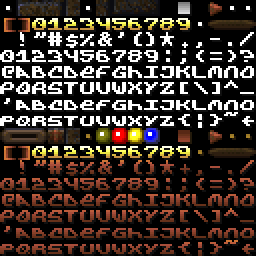 0123456789
!"#$%&'()*+,-./
0123456789:;<=>?
@ABCDEFGHIJKLMNO
PQRSTUVWXYZ[\]^_
'ABCDEFGHIJKLMNO
PQRSTUVWXYZ{¦}~←
0123456789
!"#$%&'()*+,-./
0123456789:;<=>?
@ABCDEFGHIJKLMNO
PQRSTUVWXYZ[\]^_
'ABCDEFGHIJKLMNO
PQRSTUVWXYZ{¦}~←